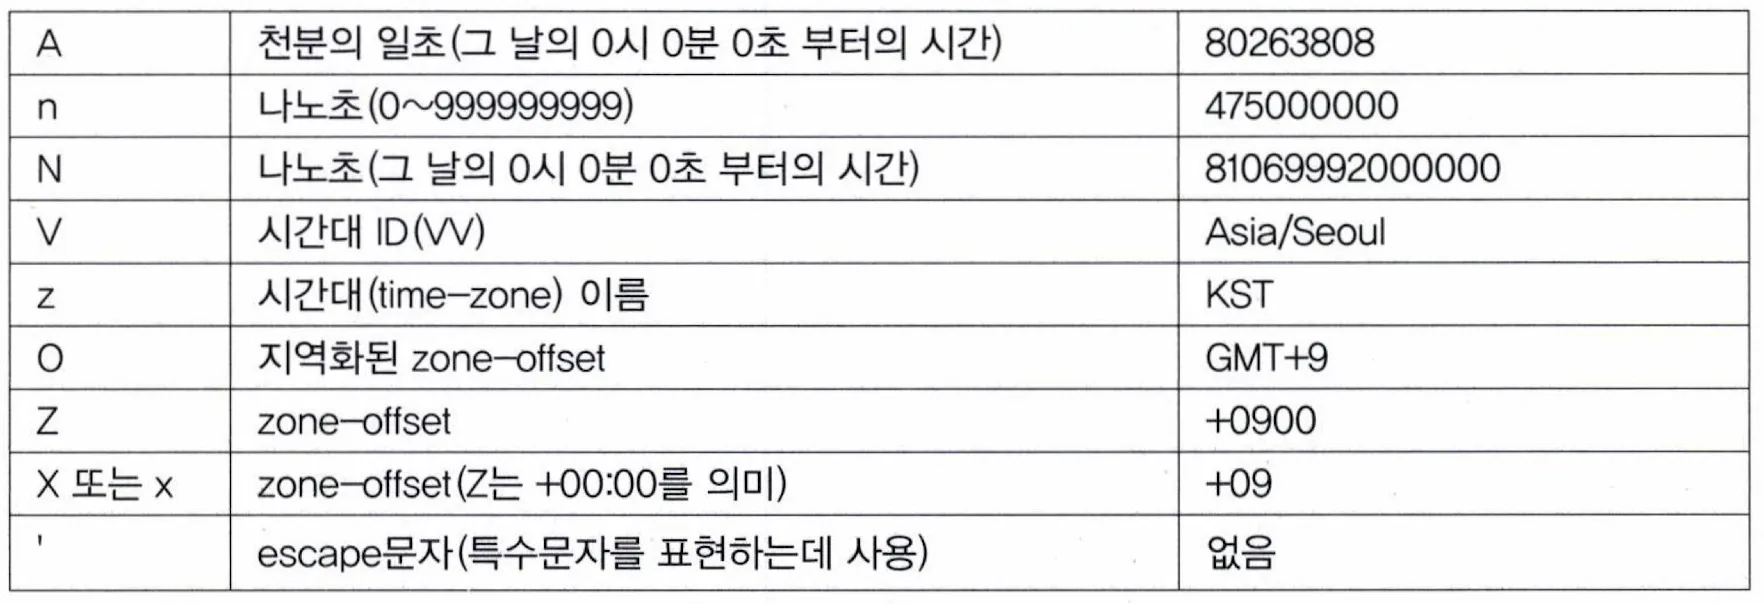 A 천분의 일초(그 날의 0시 0분 0초 부터의 시간) 80263808
n 나노초(0~999999999) 475000000
N 나노초(그 날의 0시 0분 0초 부터의 시간) 81069992000000
V 시간대 ID(VV) Asia/Seoul
z 시간대(time-zone) 이름 KST
O 지역화된 zone-offset GMT+9
Z zone-offset +0900
X 또는 x zone-offset(Z는 +00:00를 의미) +09
' escape문자(특수문자를 표현하는데 사용) 없음